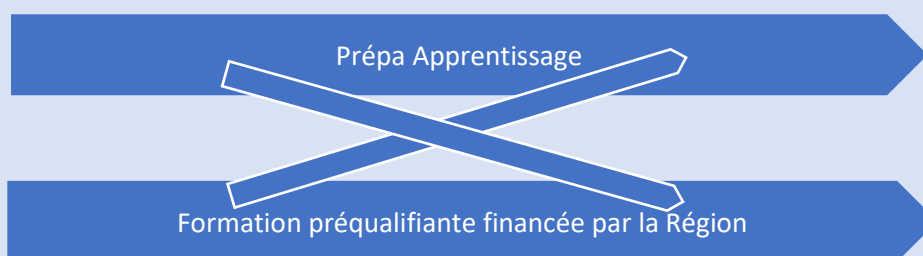 Prépa Apprentissage
Formation préqualifiante financée par la Région